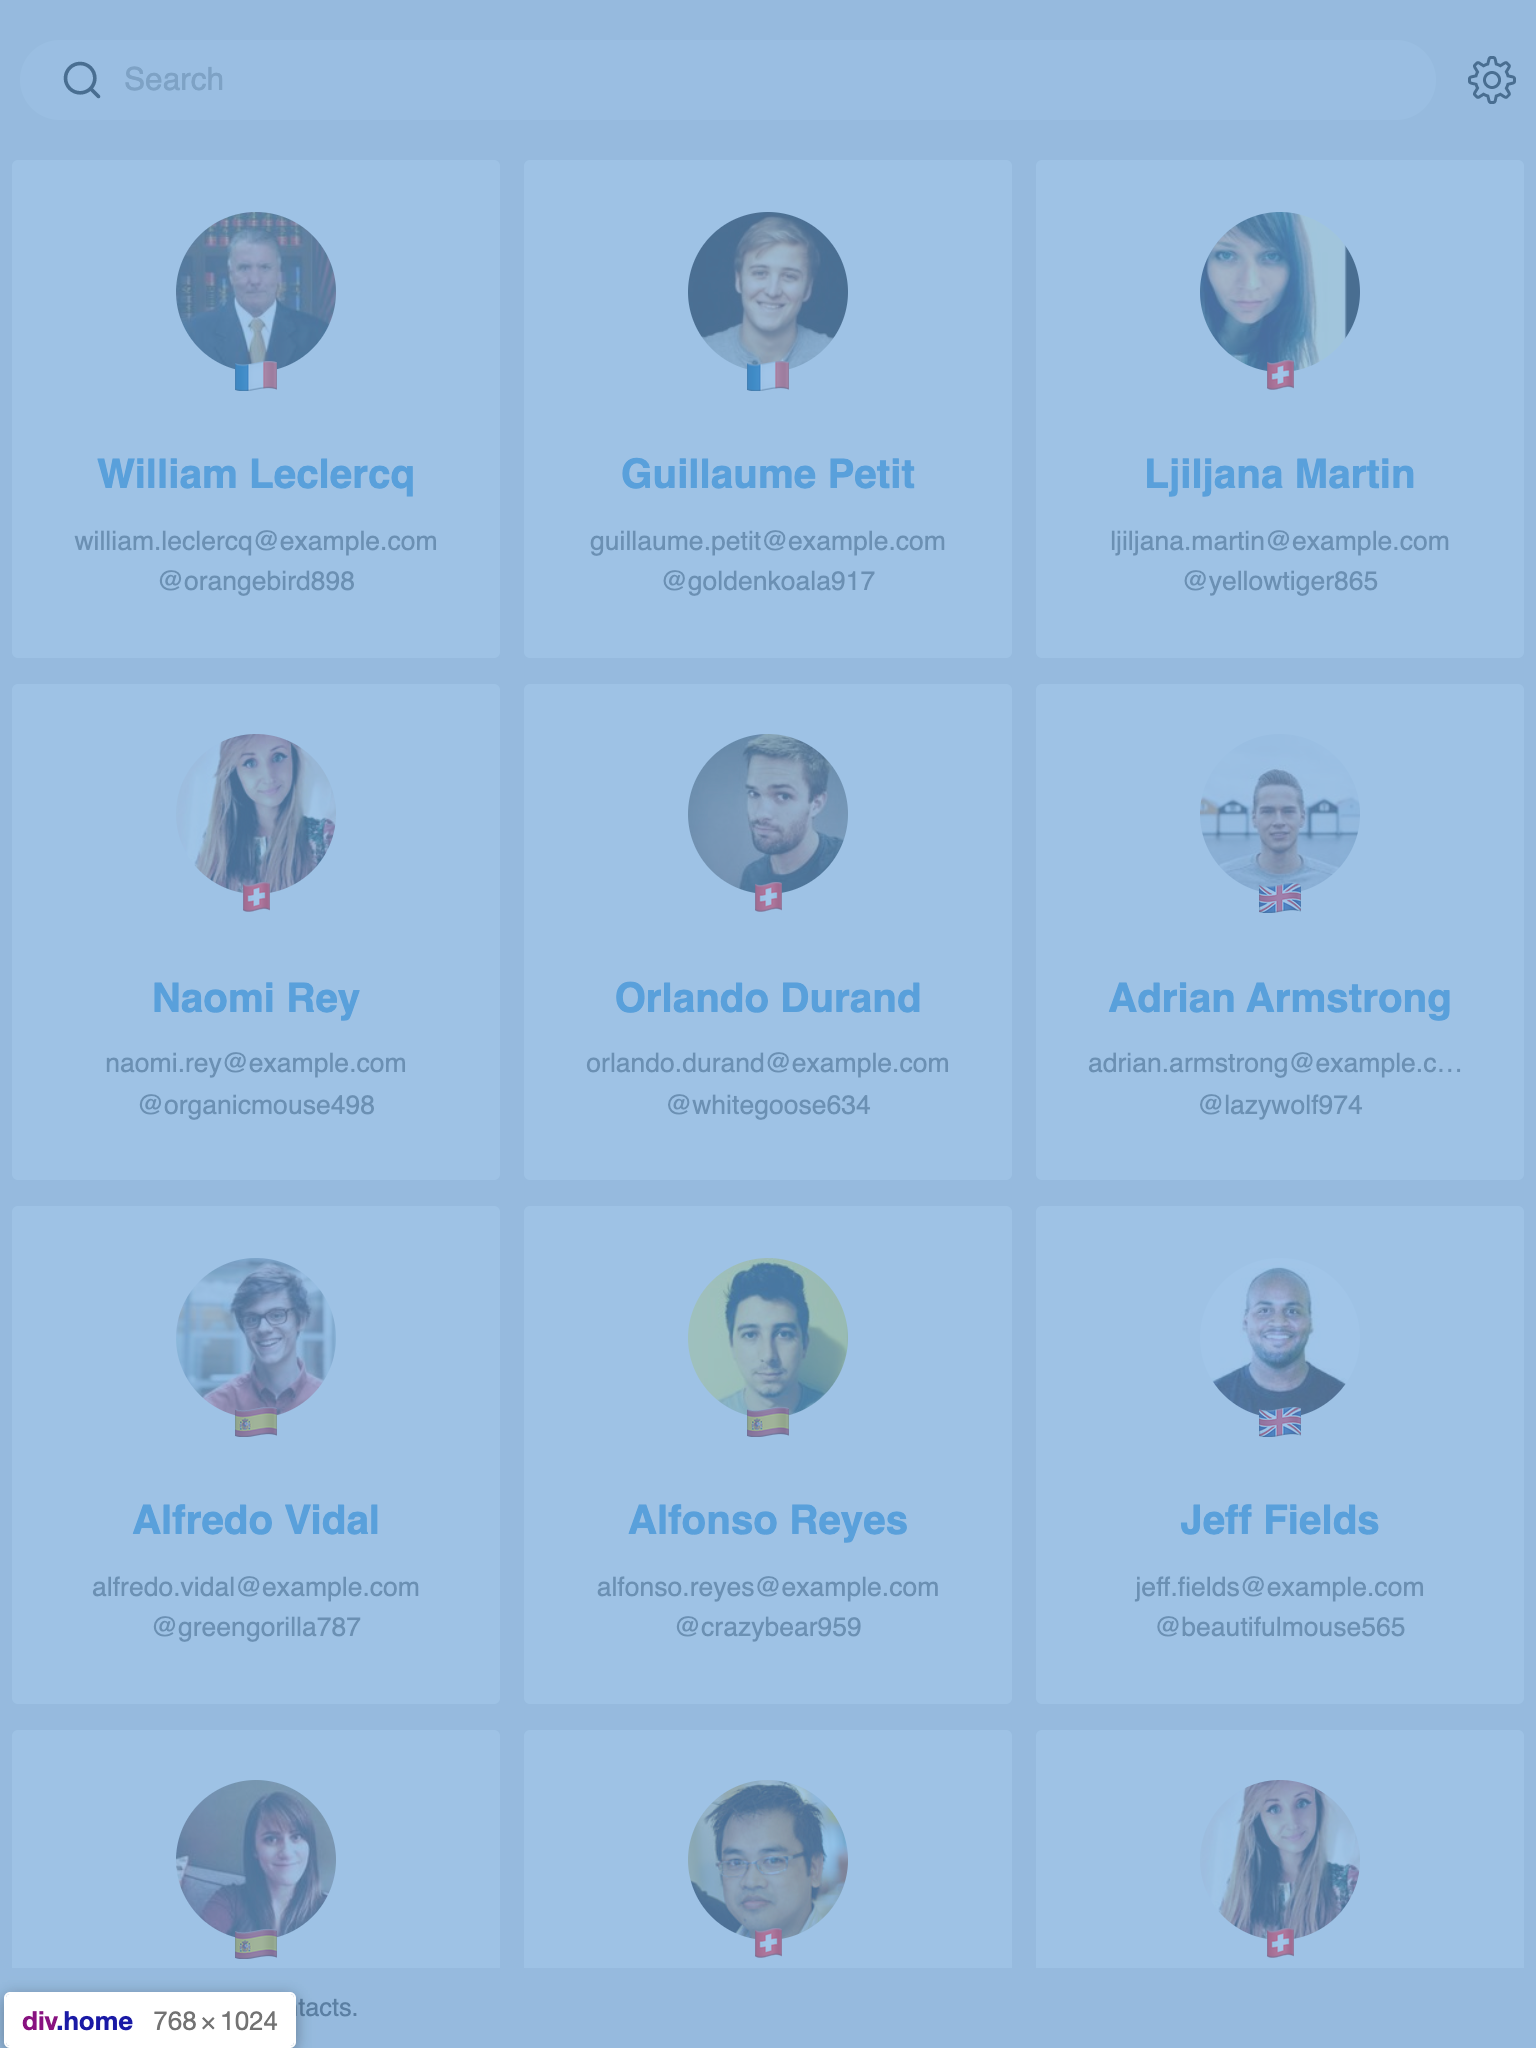 Search
William Leclercq
william.leclercq@example.com
@orangebird898
Guillaume Petit
guillaume.petit@example.com
@goldenkoala917
Ljiljana Martin
ljiljana.martin@example.com
@yellowtiger865
Naomi Rey
naomi.rey@example.com
@organicmouse498
Orlando Durand
orlando.durand@example.com
@whitegoose634
Adrian Armstrong
adrian.armstrong@example.c...
@lazywolf974
Alfredo Vidal
alfredo.vidal@example.com
@greengorilla787
Alfonso Reyes
alfonso.reyes@example.com
@crazybear959
Jeff Fields
jeff.fields@example.com
@beautifulmouse565
tacts.
div.home 768 × 1024